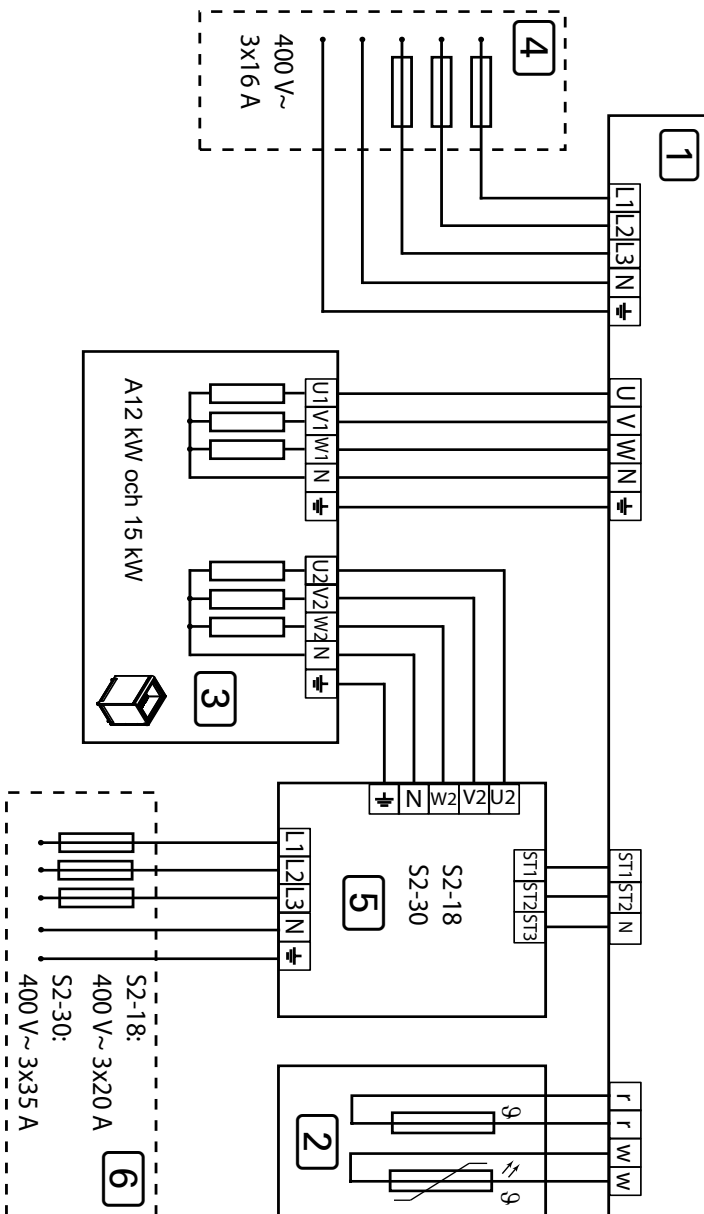 4
400 V~
3x16 A
1
L1 L2 L3 N
U V W N
ST1 ST2 N
r r w w
U1 V1 W1 N
U2 V2 W2 N
A12 kW och 15 kW
3
N W2 V2 U2
ST1 ST2 ST3
S2-18
S2-30
5
L1 L2 L3 N
S2-18:
400 V~ 3x20 A
S2-30:
400 V~ 3x35 A
6
2
ϑ
ϑ